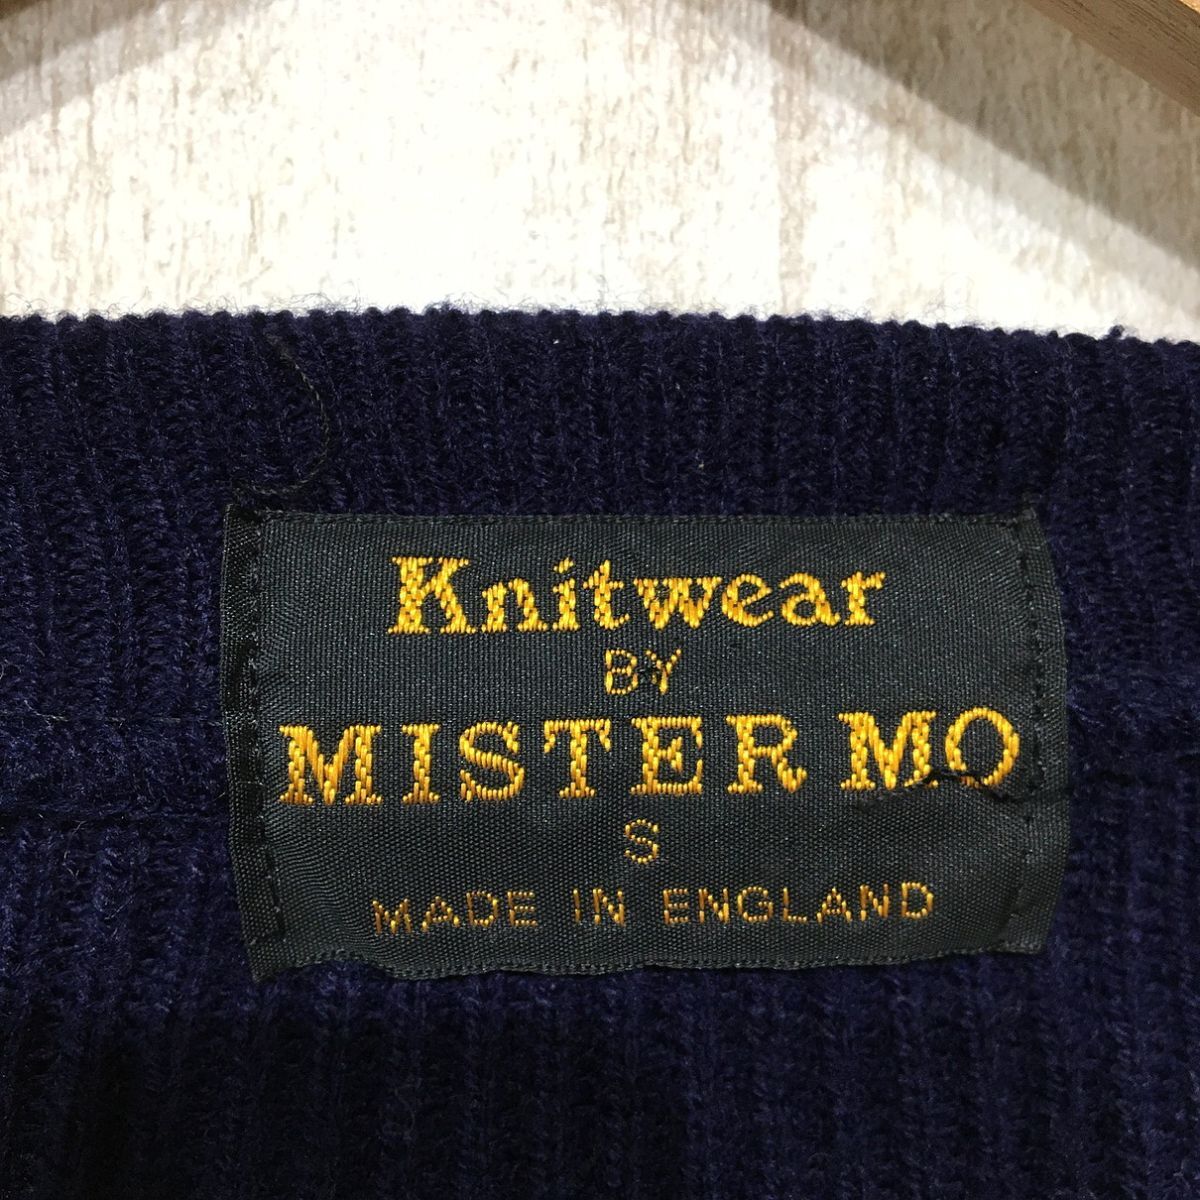 Knitwear
BY
MISTER MO
S
MADE IN ENGLAND